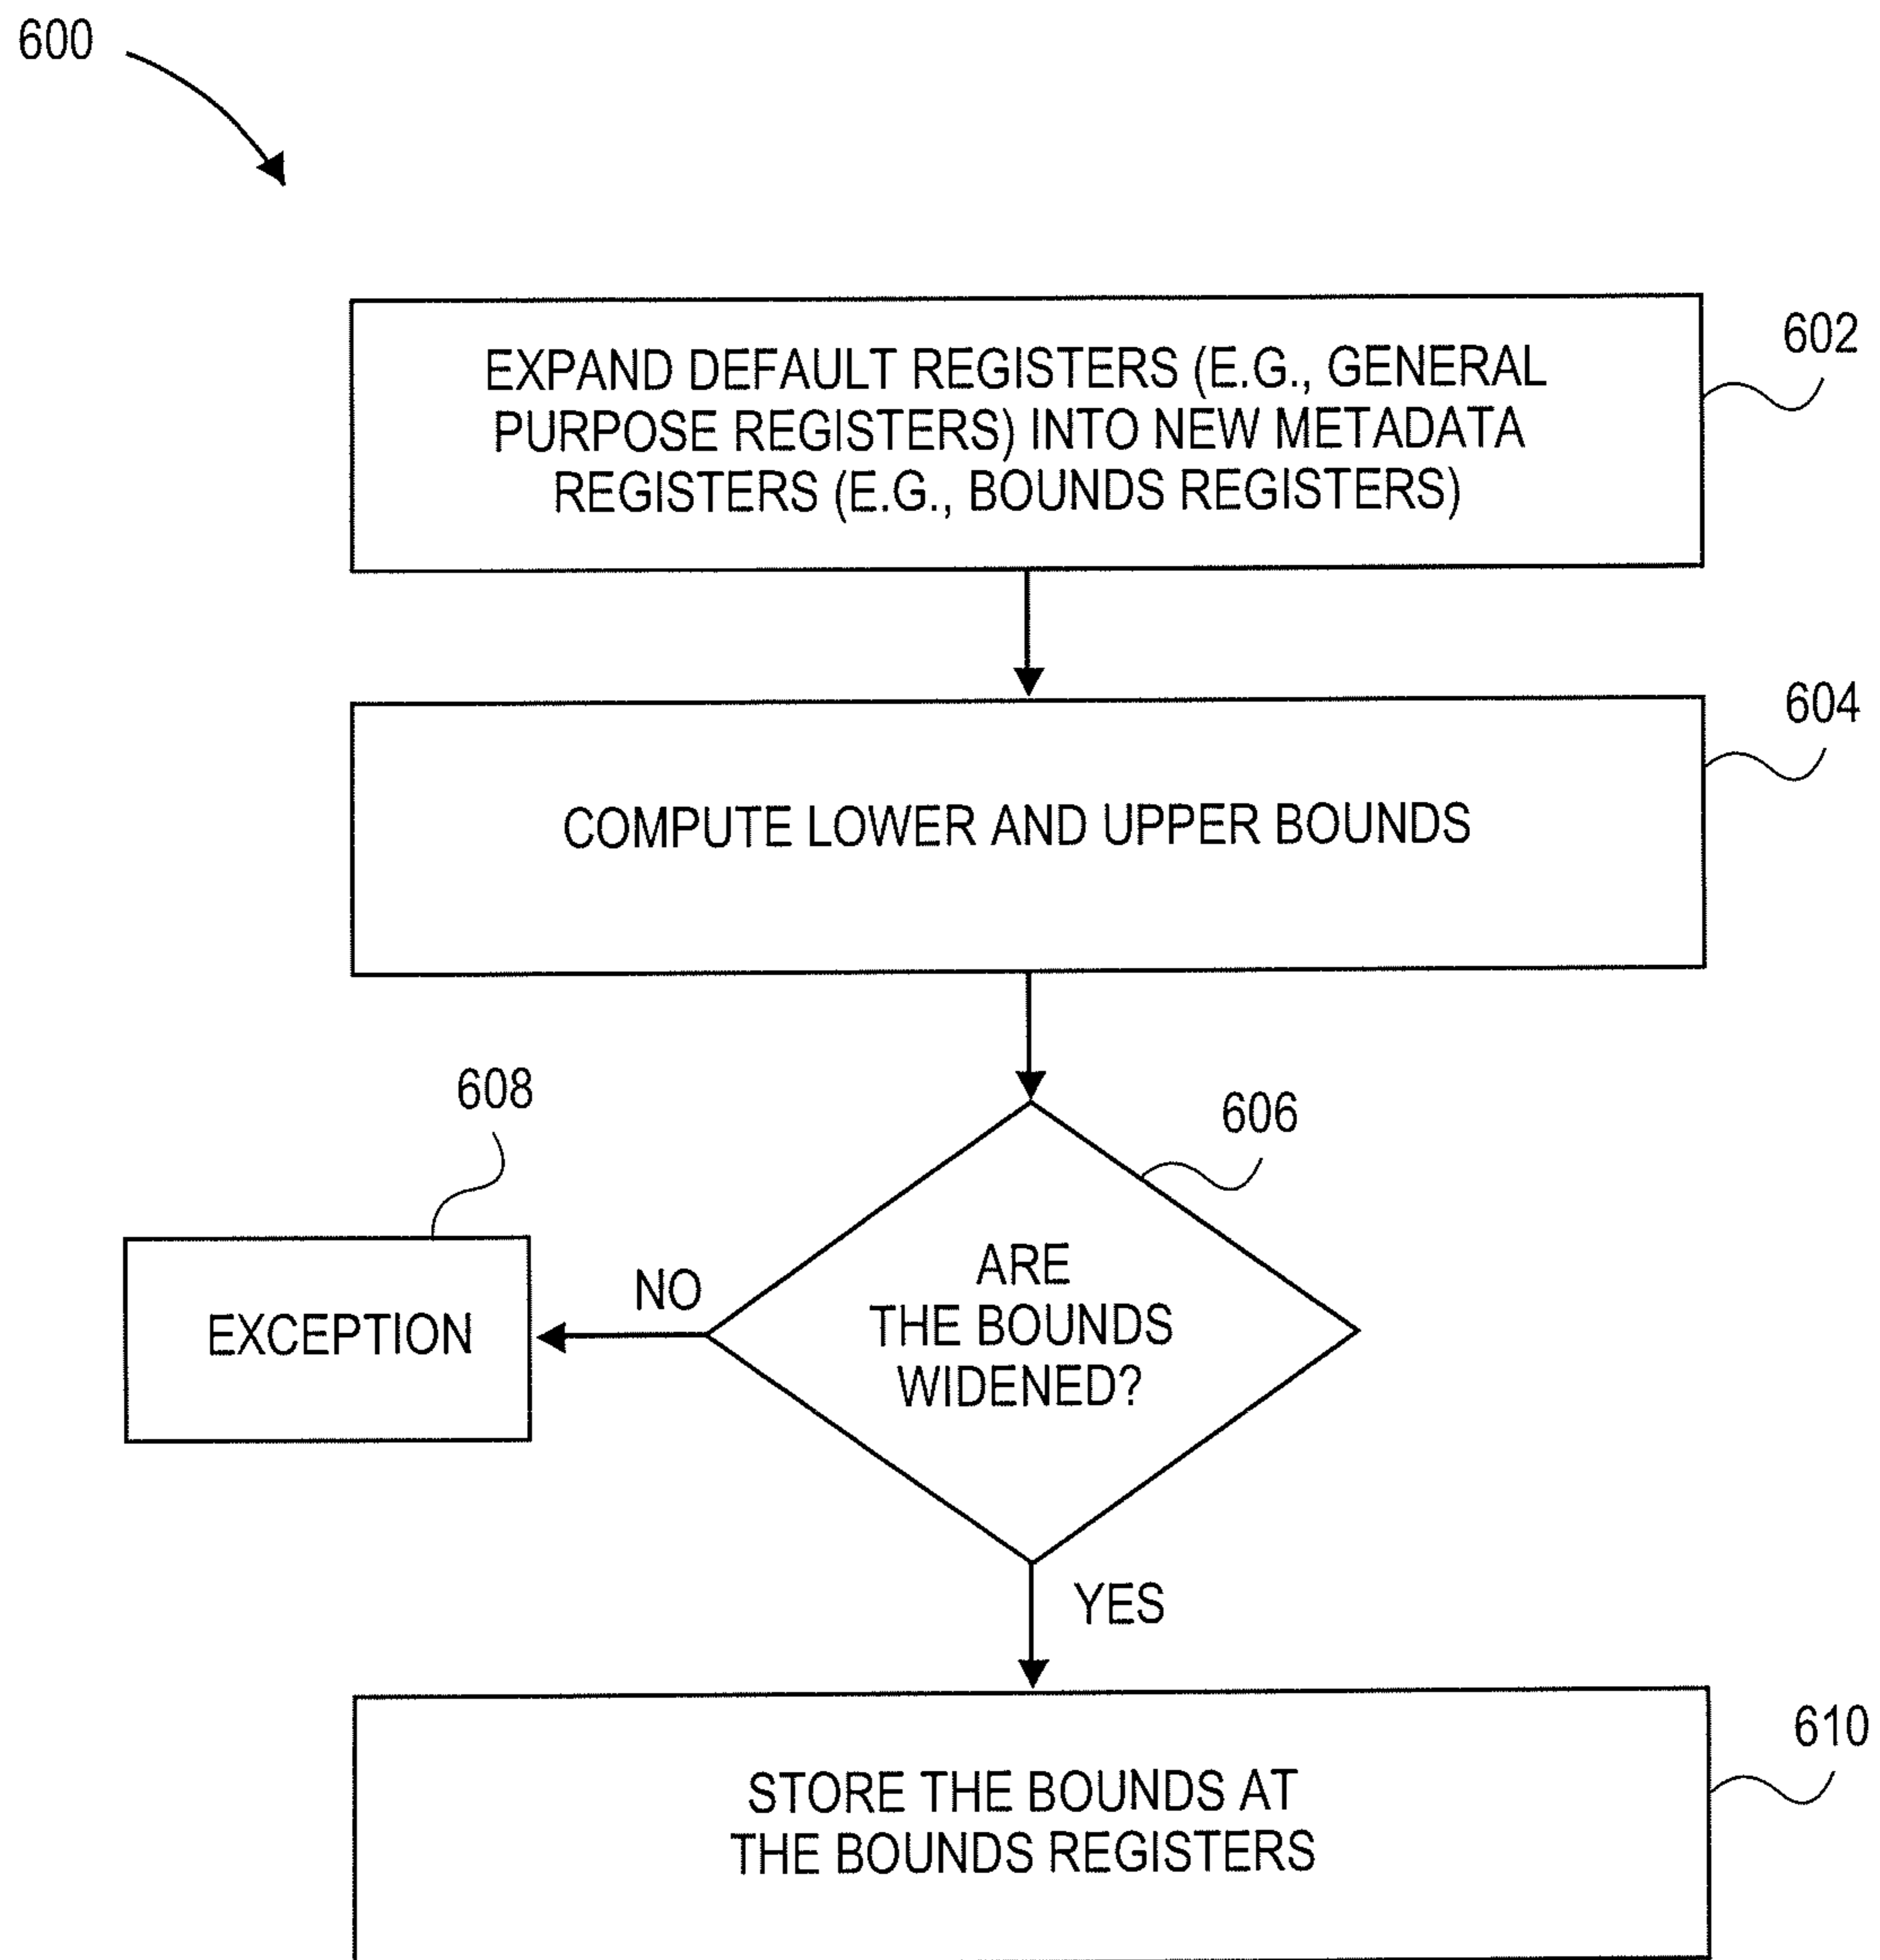 600
602
EXPAND DEFAULT REGISTERS (E.G., GENERAL
PURPOSE REGISTERS) INTO NEW METADATA
REGISTERS (E.G., BOUNDS REGISTERS)
604
COMPUTE LOWER AND UPPER BOUNDS
608
606
ARE
THE BOUNDS
WIDENED?
NO
EXCEPTION
YES
610
STORE THE BOUNDS AT
THE BOUNDS REGISTERS